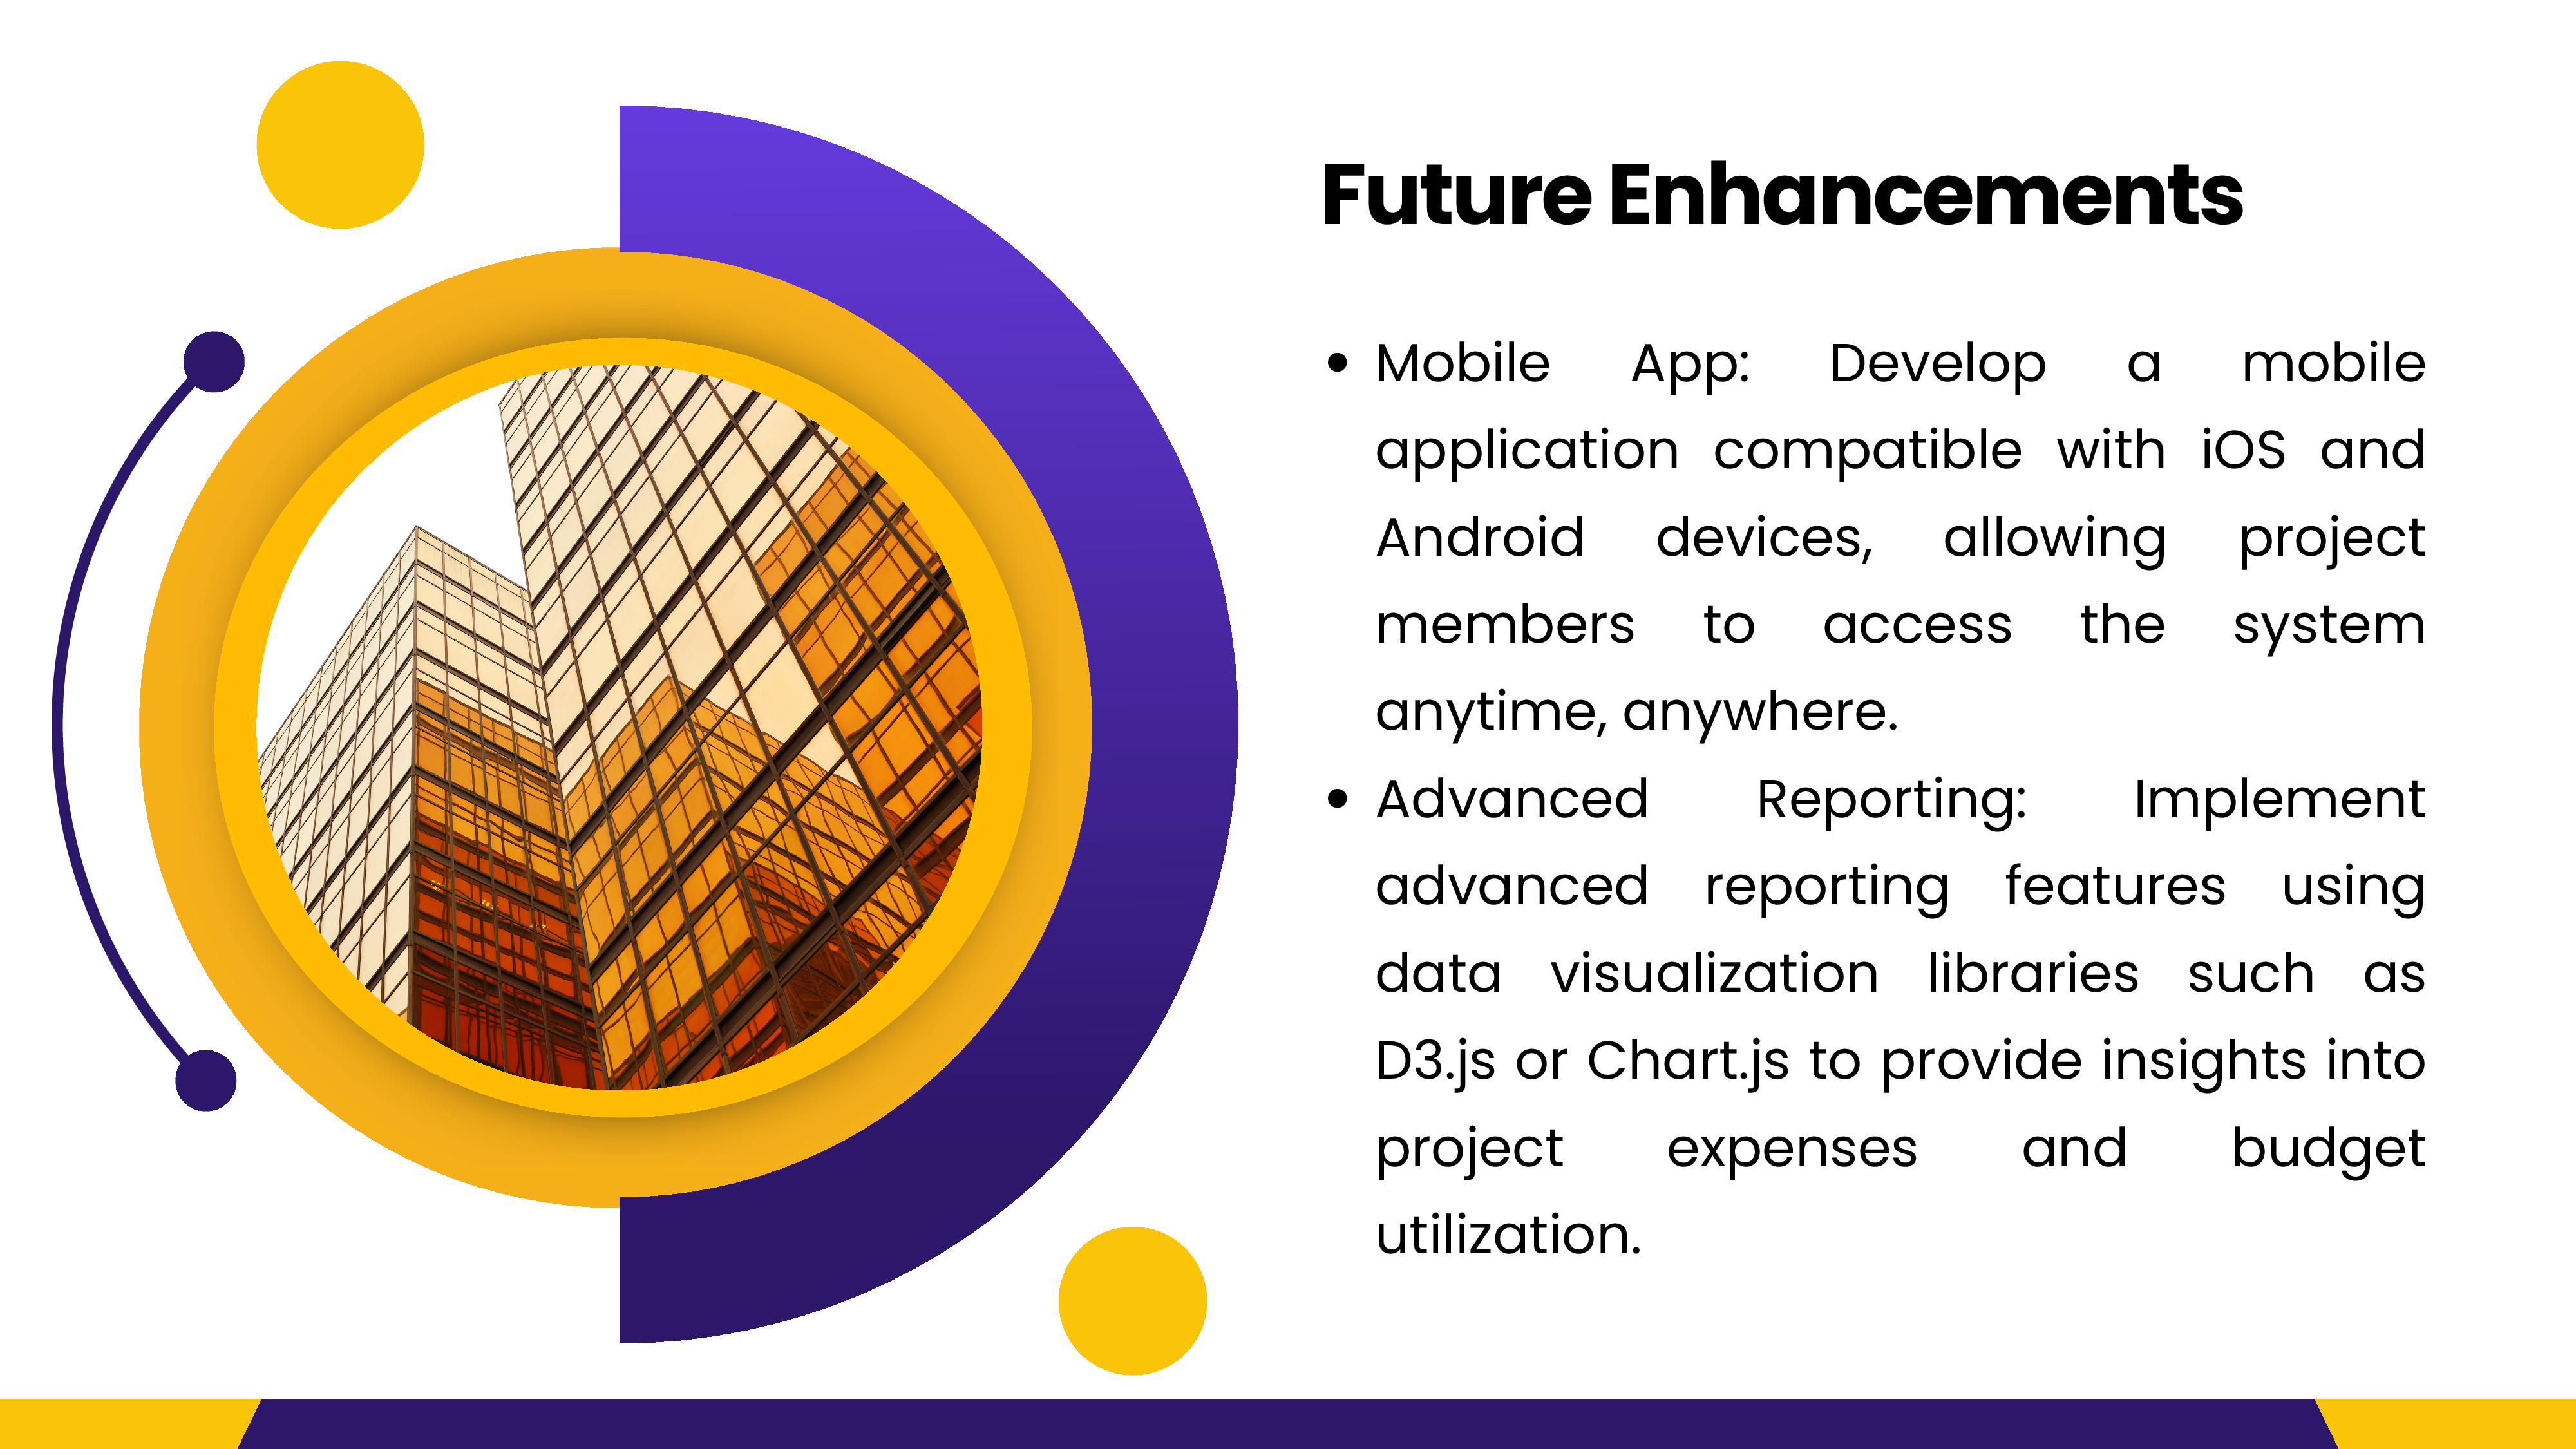 Future Enhancements
• Mobile App: Develop a mobile
application compatible with iOS and
Android devices, allowing project
members to access the system
anytime, anywhere.
• Advanced Reporting: Implement
advanced reporting features using
data visualization libraries such as
D3.js or Chart.js to provide insights into
project expenses and budget
utilization.